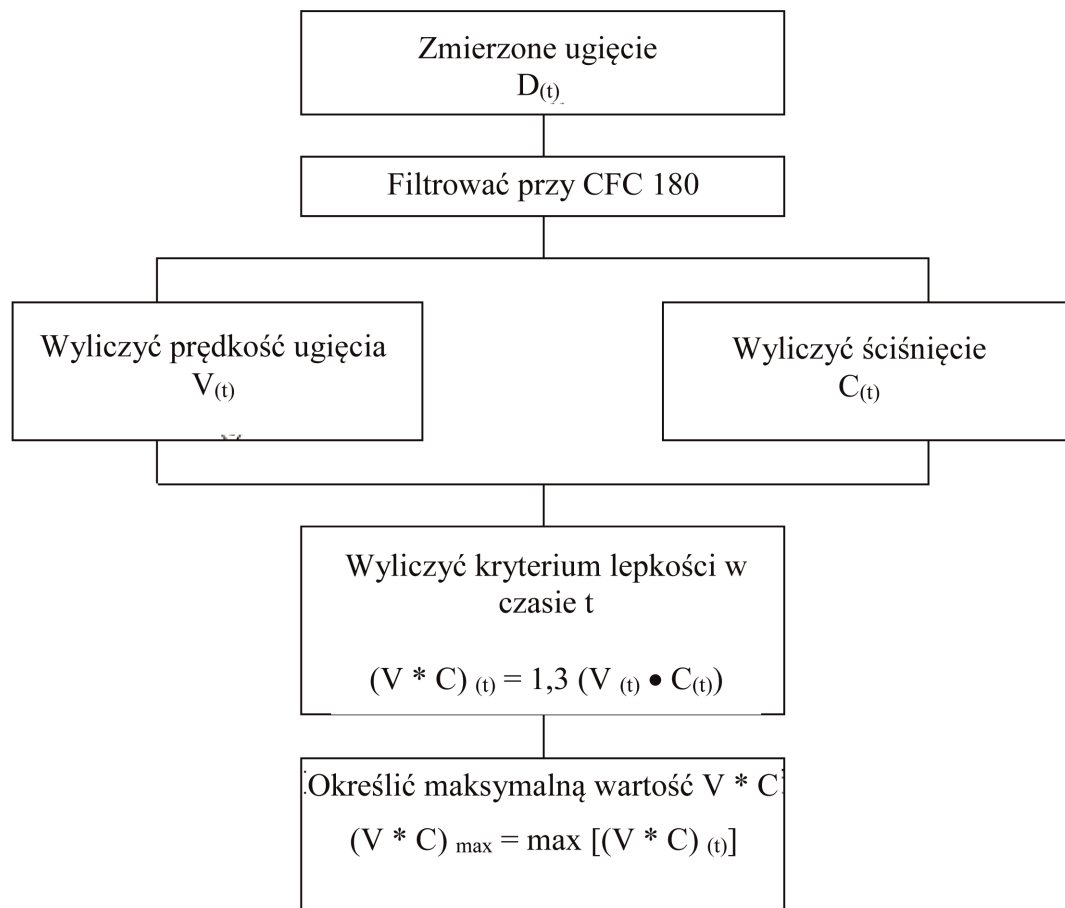 Zmierzone ugięcie
D(t)
Filtrować przy CFC 180
Wyliczyć prędkość ugięcia
V(t)
Wyliczyć ściśnięcie
C(t)
Wyliczyć kryterium lepkości w
czasie t
(V * C) (t) = 1,3 (V (t) • C(t))
Określić maksymalną wartość V * C
(V * C) max = max [(V * C) (t)]